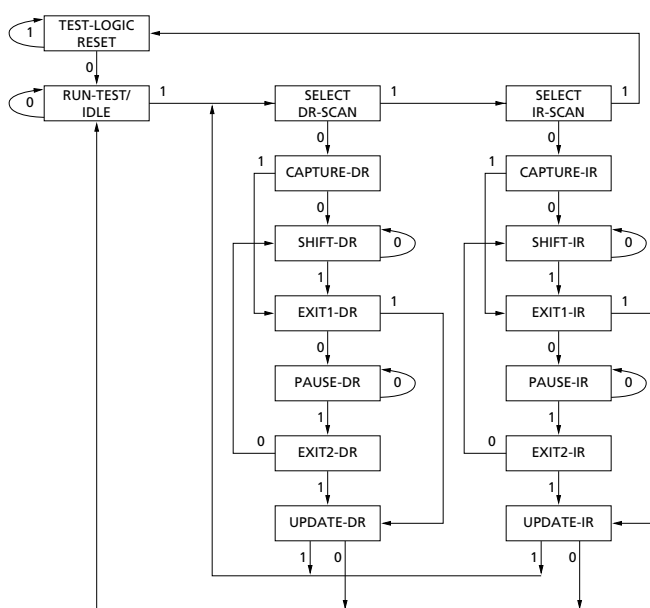 TEST-LOGIC
RESET
1
0
RUN-TEST/
IDLE
0
1
SELECT
DR-SCAN
1
SELECT
IR-SCAN
1
0
0
1
CAPTURE-DR
1
CAPTURE-IR
0
0
SHIFT-DR
0
SHIFT-IR
0
1
1
EXIT1-DR
1
EXIT1-IR
1
0
0
PAUSE-DR
0
PAUSE-IR
0
1
1
0
EXIT2-DR
0
EXIT2-IR
1
1
UPDATE-DR
UPDATE-IR
1
0
1
0